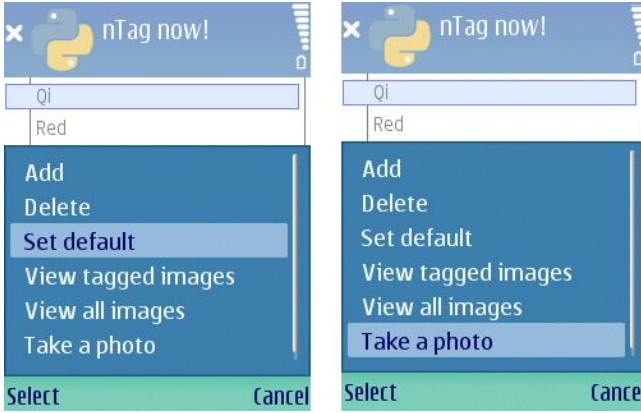 nTag now!
Qi
Red
Add
Delete
Set default
View tagged images
View all images
Take a photo
Select Cancel
nTag now!
Qi
Red
Add
Delete
Set default
View tagged images
View all images
Take a photo
Select Cance